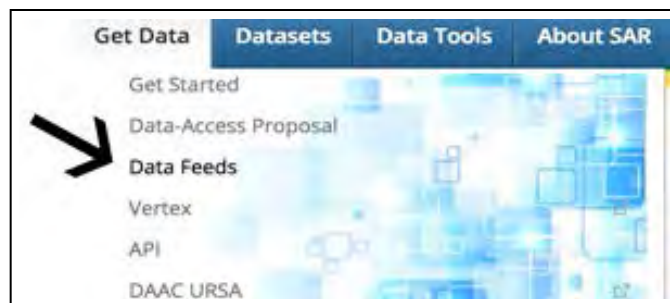 Get Data Datasets Data Tools About SAR
Get Started
Data-Access Proposal
Data Feeds
Vertex
API
DAAC URSA